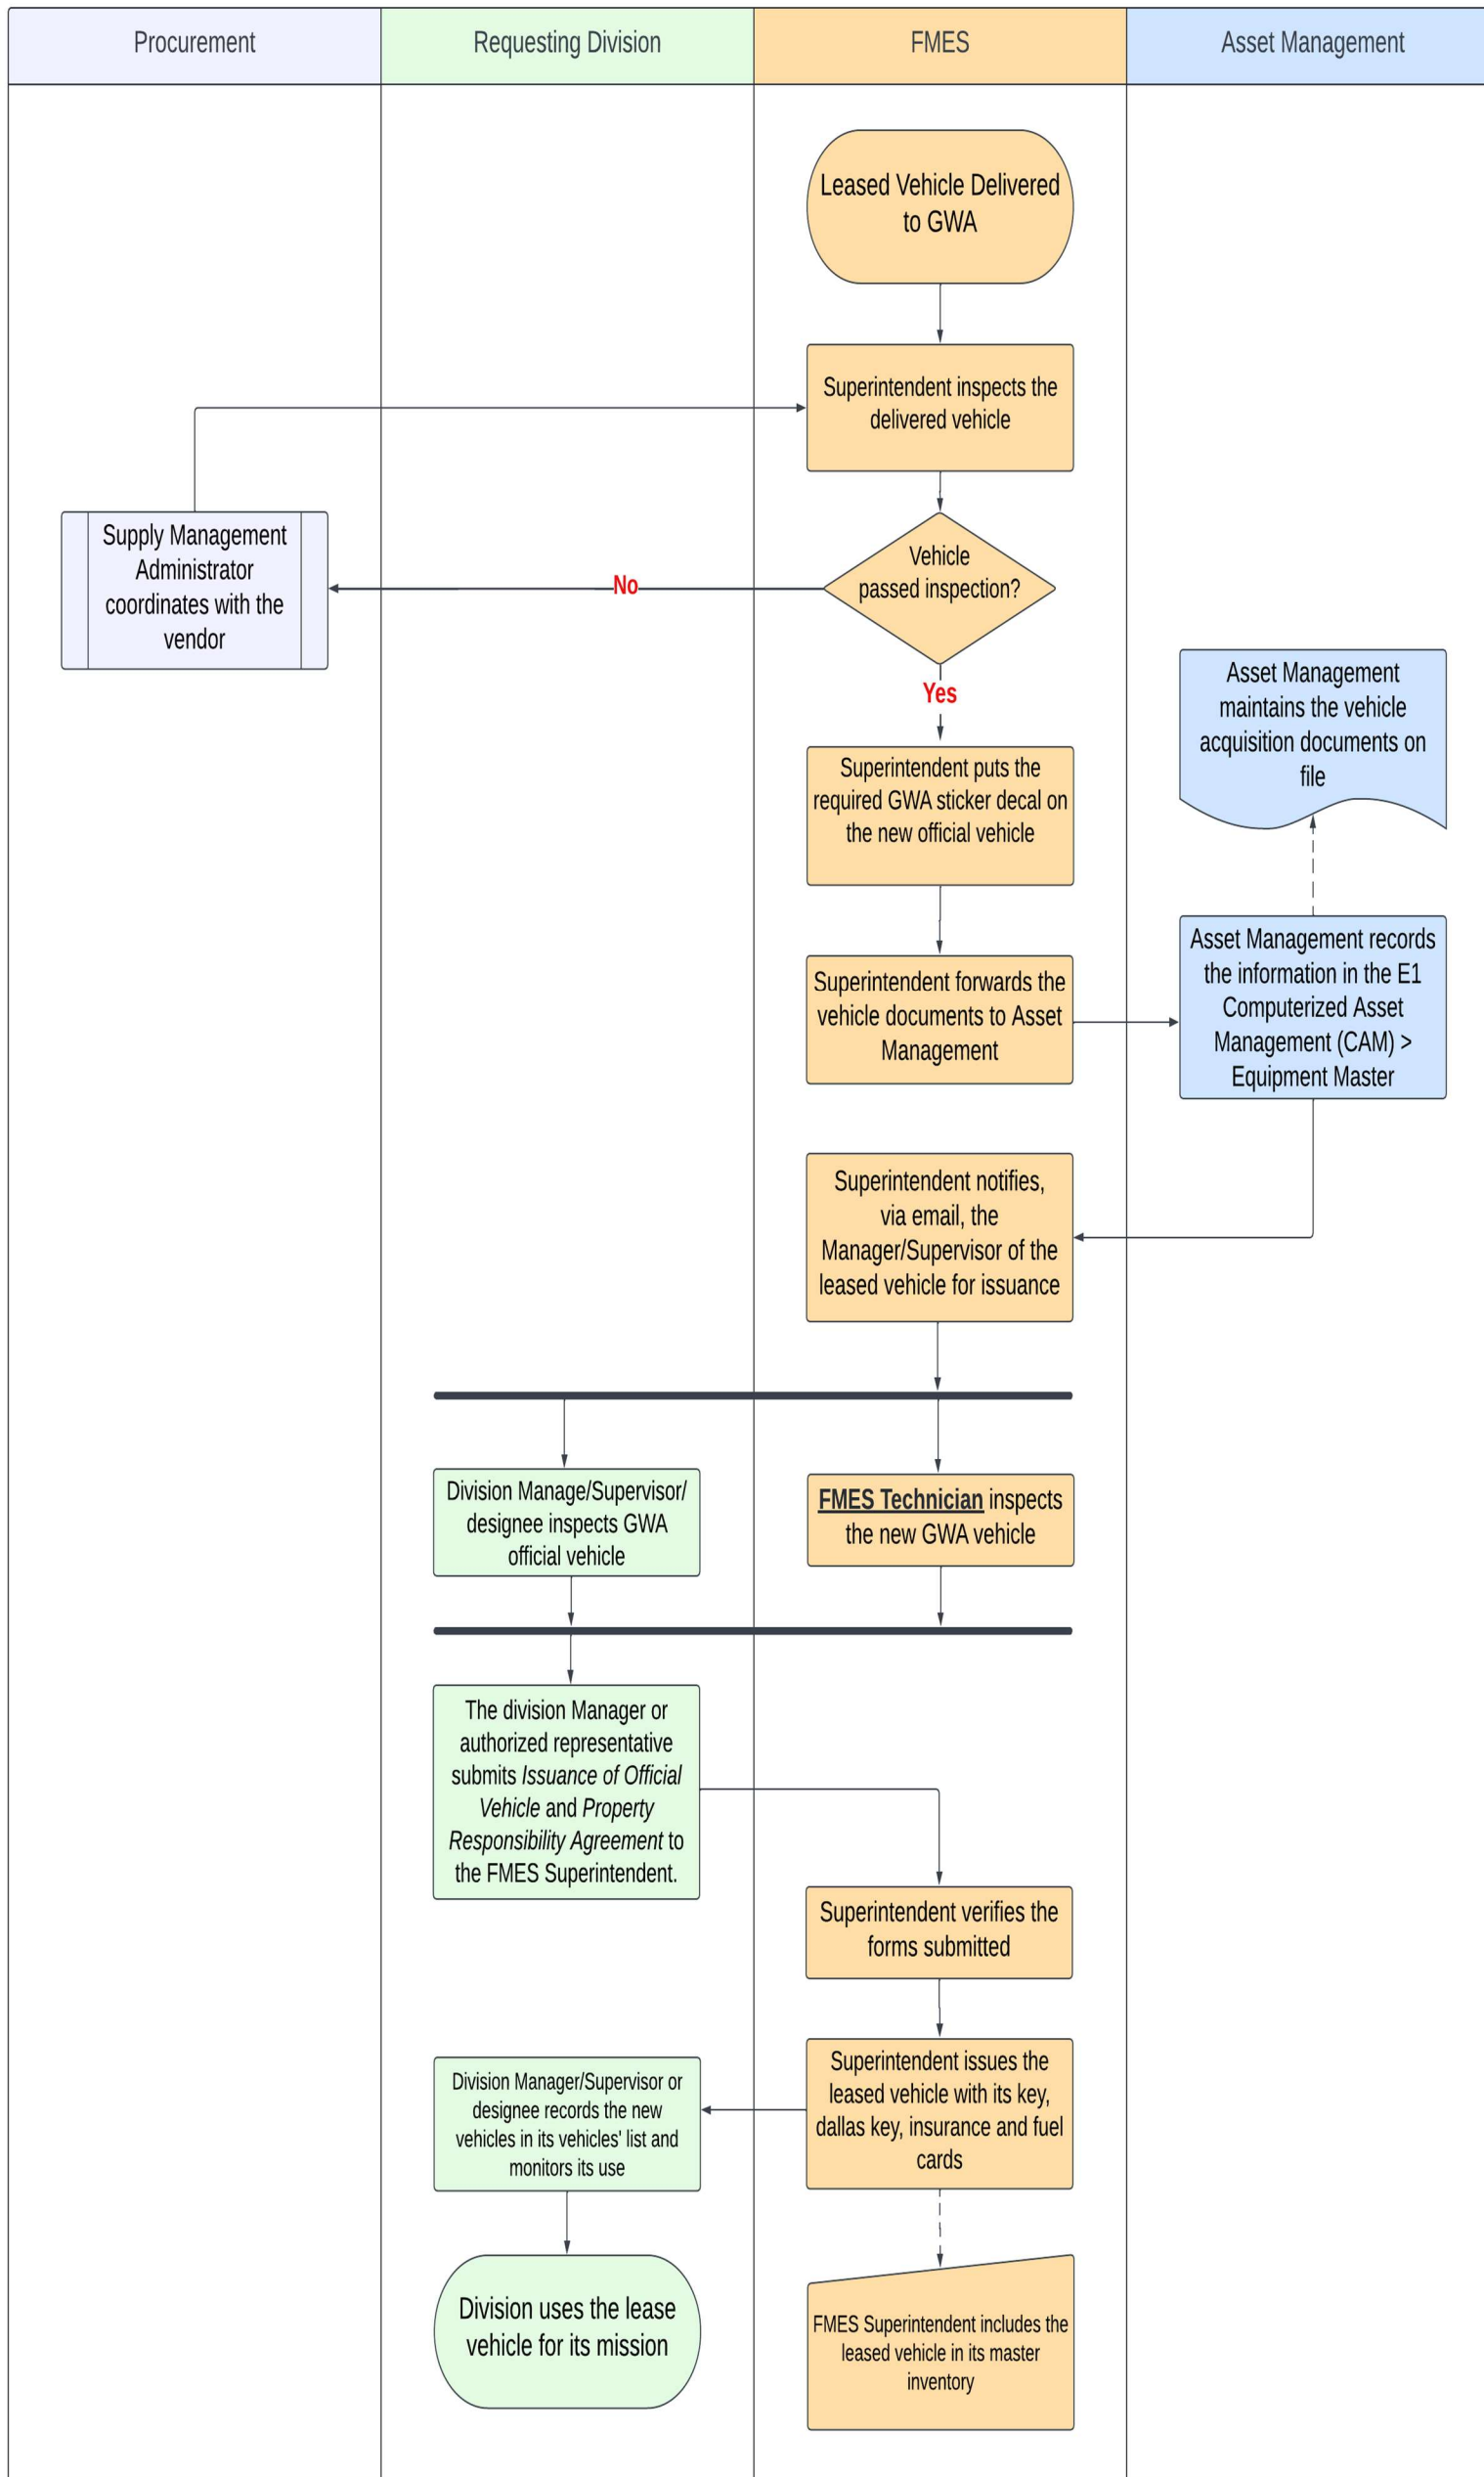 Procurement
Requesting Division
FMES
Asset Management
Leased Vehicle Delivered
to GWA
Superintendent inspects the
delivered vehicle
Supply Management
Administrator
coordinates with the
vendor
No
Vehicle
passed inspection?
Yes
Asset Management
maintains the vehicle
acquisition documents on
file
Superintendent puts the
required GWA sticker decal on
the new official vehicle
Superintendent forwards the
vehicle documents to Asset
Management
Asset Management records
the information in the E1
Computerized Asset
Management (CAM) >
Equipment Master
Superintendent notifies,
via email, the
Manager/Supervisor of the
leased vehicle for issuance
Division Manage/Supervisor/
designee inspects GWA
official vehicle
FMES Technician inspects
the new GWA vehicle
The division Manager or
authorized representative
submits Issuance of Official
Vehicle and Property
Responsibility Agreement to
the FMES Superintendent.
Superintendent verifies the
forms submitted
Superintendent issues the
leased vehicle with its key,
dallas key, insurance and fuel
cards
Division Manager/Supervisor or
designee records the new
vehicles in its vehicles' list and
monitors its use
Division uses the lease
vehicle for its mission
FMES Superintendent includes the
leased vehicle in its master
inventory